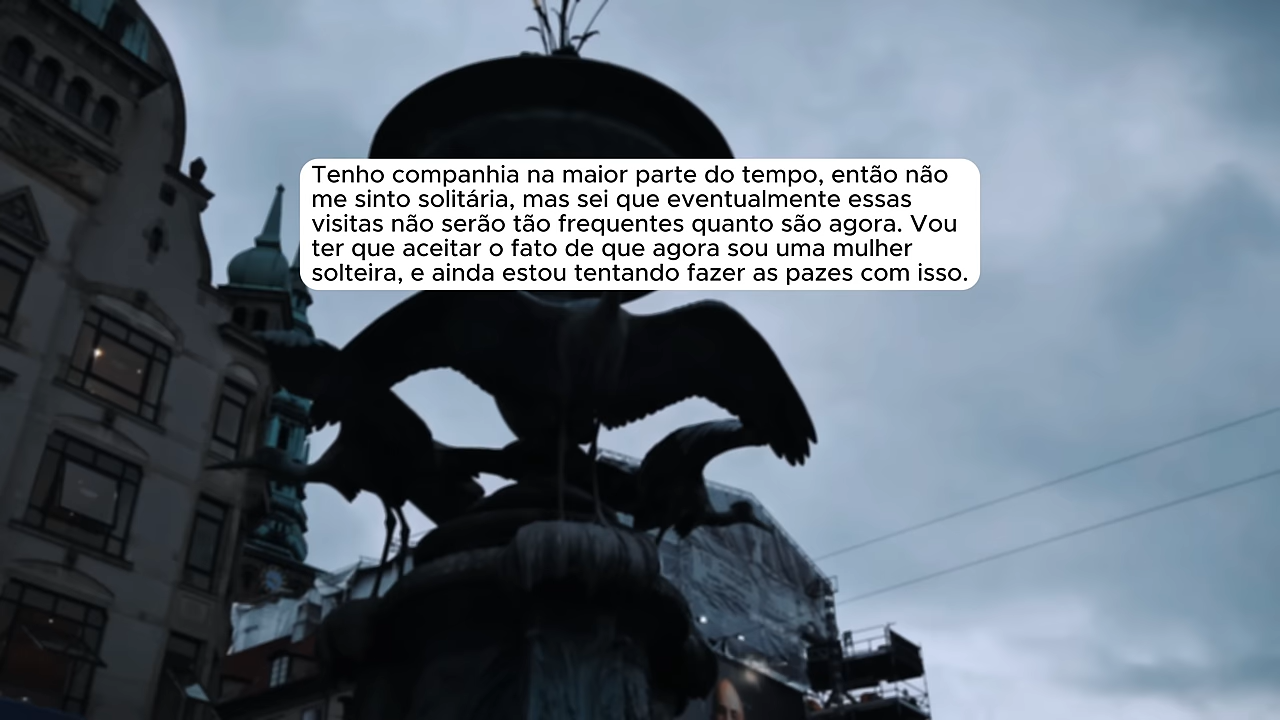 Tenho companhia na maior parte do tempo, então não
me sinto solitária, mas sei que eventualmente essas
visitas não serão tão frequentes quanto são agora. Vou
ter que aceitar o fato de que agora sou uma mulher
solteira, e ainda estou tentando fazer as pazes com isso.